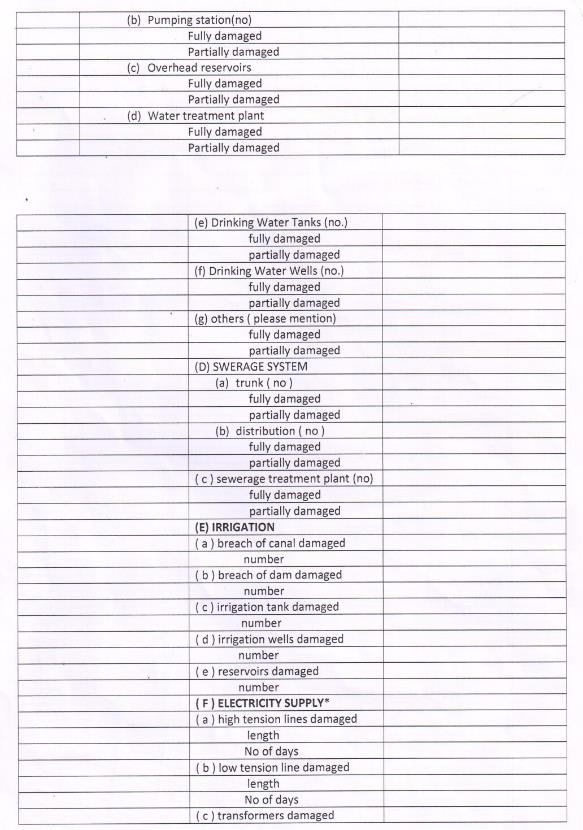 (b) Pumping station(no)
Fully damaged
Partially damaged
(c) Overhead reservoirs
Fully damaged
Partially damaged
(d) Water treatment plant
Fully damaged
Partially damaged
(e) Drinking Water Tanks (no.)
fully damaged
partially damaged
(f) Drinking Water Wells (no.)
fully damaged
partially damaged
(g) others ( please mention)
fully damaged
partially damaged
(D) SWERAGE SYSTEM
(a) trunk ( no )
fully damaged
partially damaged
(b) distribution ( no )
fully damaged
partially damaged
( c ) sewerage treatment plant (no)
fully damaged
partially damaged
(E) IRRIGATION
( a ) breach of canal damaged
number
( b ) breach of dam damaged
number
( c ) irrigation tank damaged
number
( d ) irrigation wells damaged
number
( e ) reservoirs damaged
number
( F ) ELECTRICITY SUPPLY*
( a ) high tension lines damaged
length
No of days
( b ) low tension line damaged
length
No of days
( c ) transformers damaged